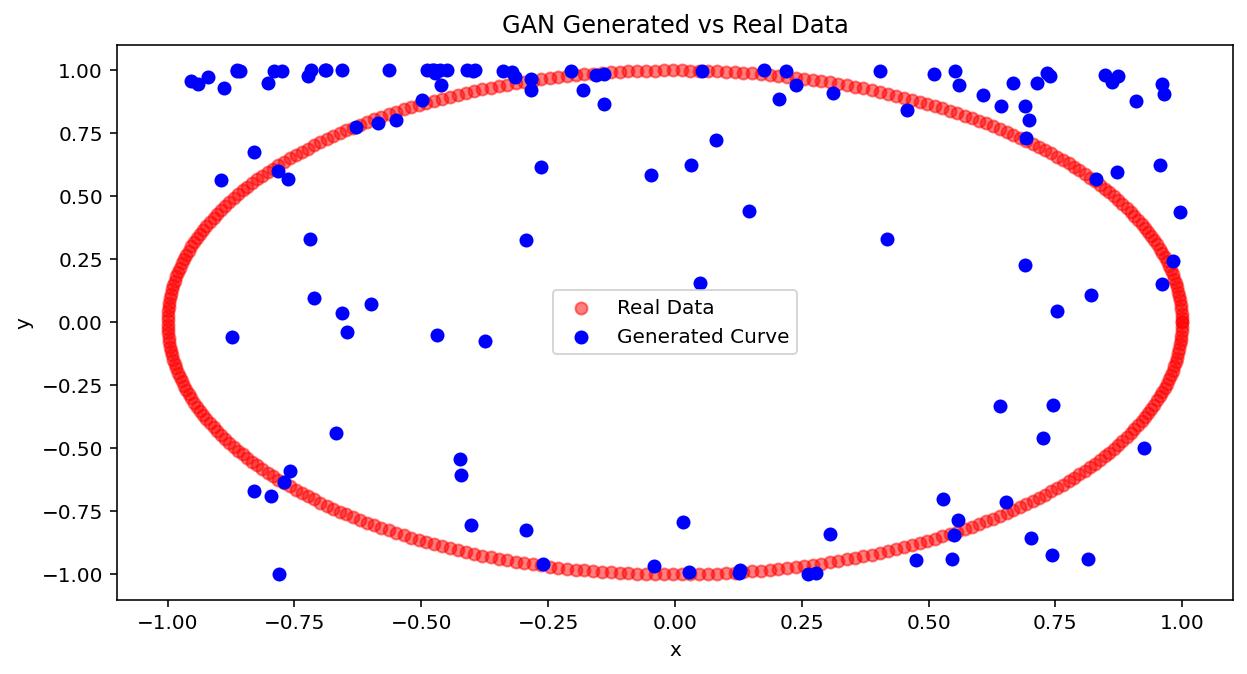 GAN Generated vs Real Data
1.00
0.75
0.50
0.25
0.00
−0.25
−0.50
−0.75
−1.00
y
Real Data
Generated Curve
−1.00 −0.75 −0.50 −0.25 0.00 0.25 0.50 0.75 1.00
x